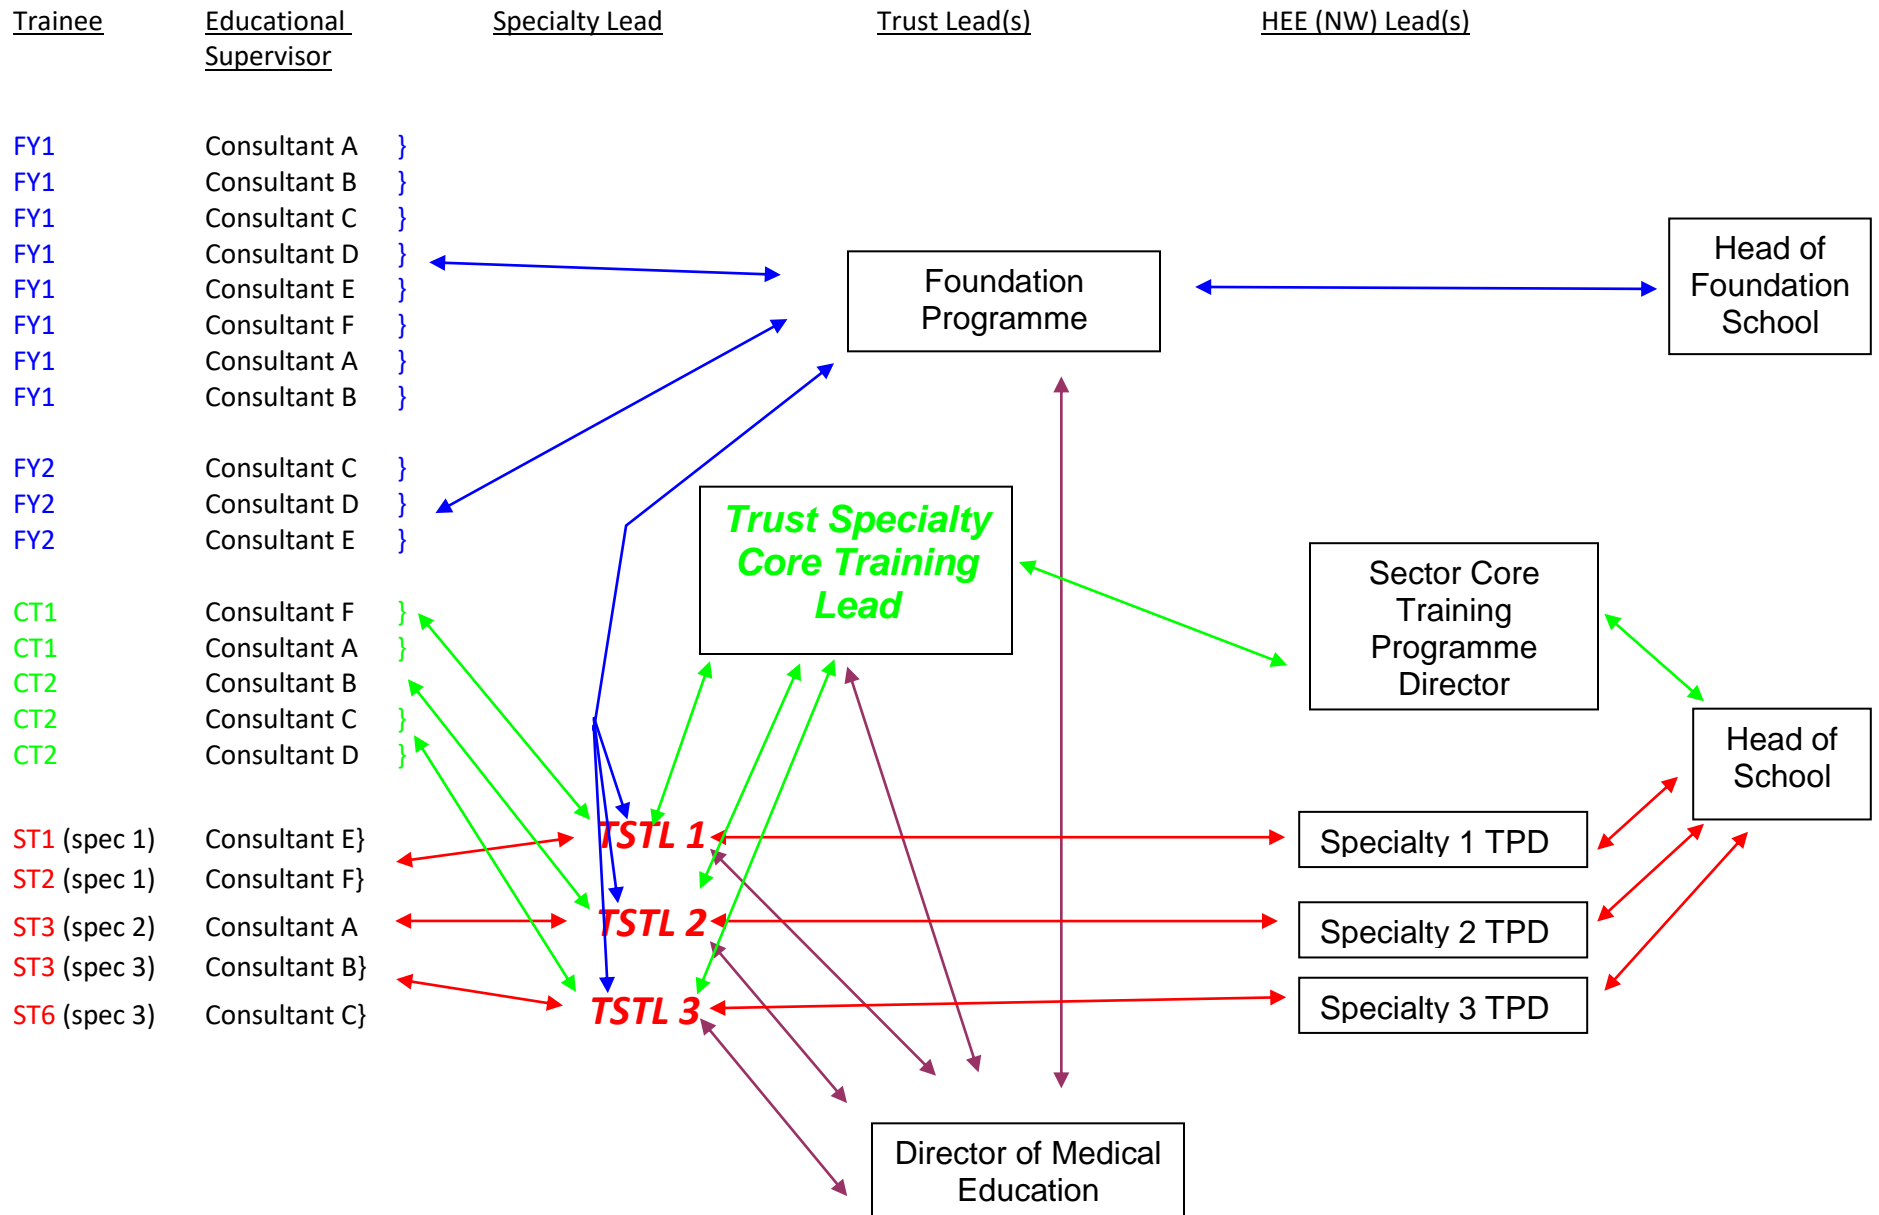 Trainee Educational Supervisor Specialty Lead Trust Lead(s) HEE (NW) Lead(s)
FY1 Consultant A }
FY1 Consultant B }
FY1 Consultant C }
FY1 Consultant D }
FY1 Consultant E }
FY1 Consultant F }
FY1 Consultant A }
FY1 Consultant B }
FY2 Consultant C }
FY2 Consultant D }
FY2 Consultant E }
CT1 Consultant F }
CT1 Consultant A }
CT2 Consultant B
CT2 Consultant C }
CT2 Consultant D }
ST1 (spec 1) Consultant E}
ST2 (spec 1) Consultant F}
ST3 (spec 2) Consultant A
ST3 (spec 3) Consultant B}
ST6 (spec 3) Consultant C}
TSTL 1
TSTL 2
TSTL 3
Foundation
Programme
Trust Specialty
Core Training
Lead
Director of Medical
Education
Head of
Foundation
School
Sector Core
Training
Programme
Director
Head of
School
Specialty 1 TPD
Specialty 2 TPD
Specialty 3 TPD